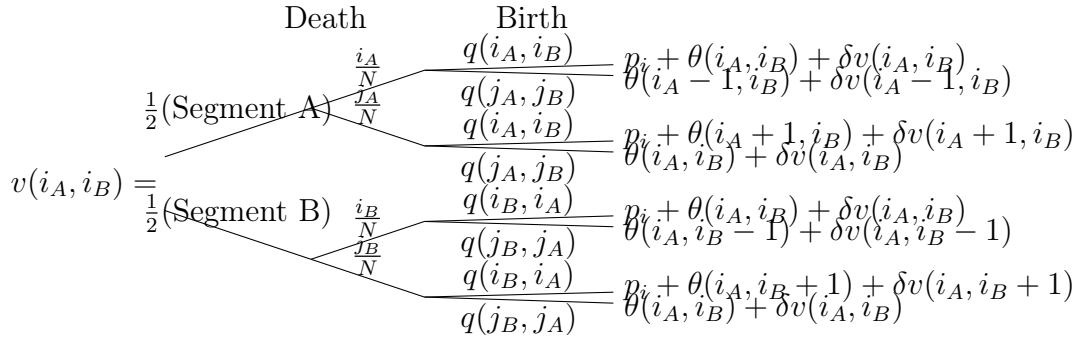 Death Birth
q(i_A, i_B) p_i + θ(i_A, i_B) + δv(i_A, i_B)
i_A/N
θ(i_A − 1, i_B) + δv(i_A − 1, i_B)
q(j_A, j_B)
1/2(Segment A) j_A/N
q(i_A, i_B) p_i + θ(i_A + 1, i_B) + δv(i_A + 1, i_B)
θ(i_A, i_B) + δv(i_A, i_B)
q(j_A, j_B)
v(i_A, i_B) =
q(i_B, i_A) p_i + θ(i_A, i_B) + δv(i_A, i_B)
1/2(Segment B) i_B/N
θ(i_A, i_B − 1) + δv(i_A, i_B − 1)
q(j_B, j_A)
j_B/N
q(i_B, i_A) p_i + θ(i_A, i_B + 1) + δv(i_A, i_B + 1)
θ(i_A, i_B) + δv(i_A, i_B)
q(j_B, j_A)